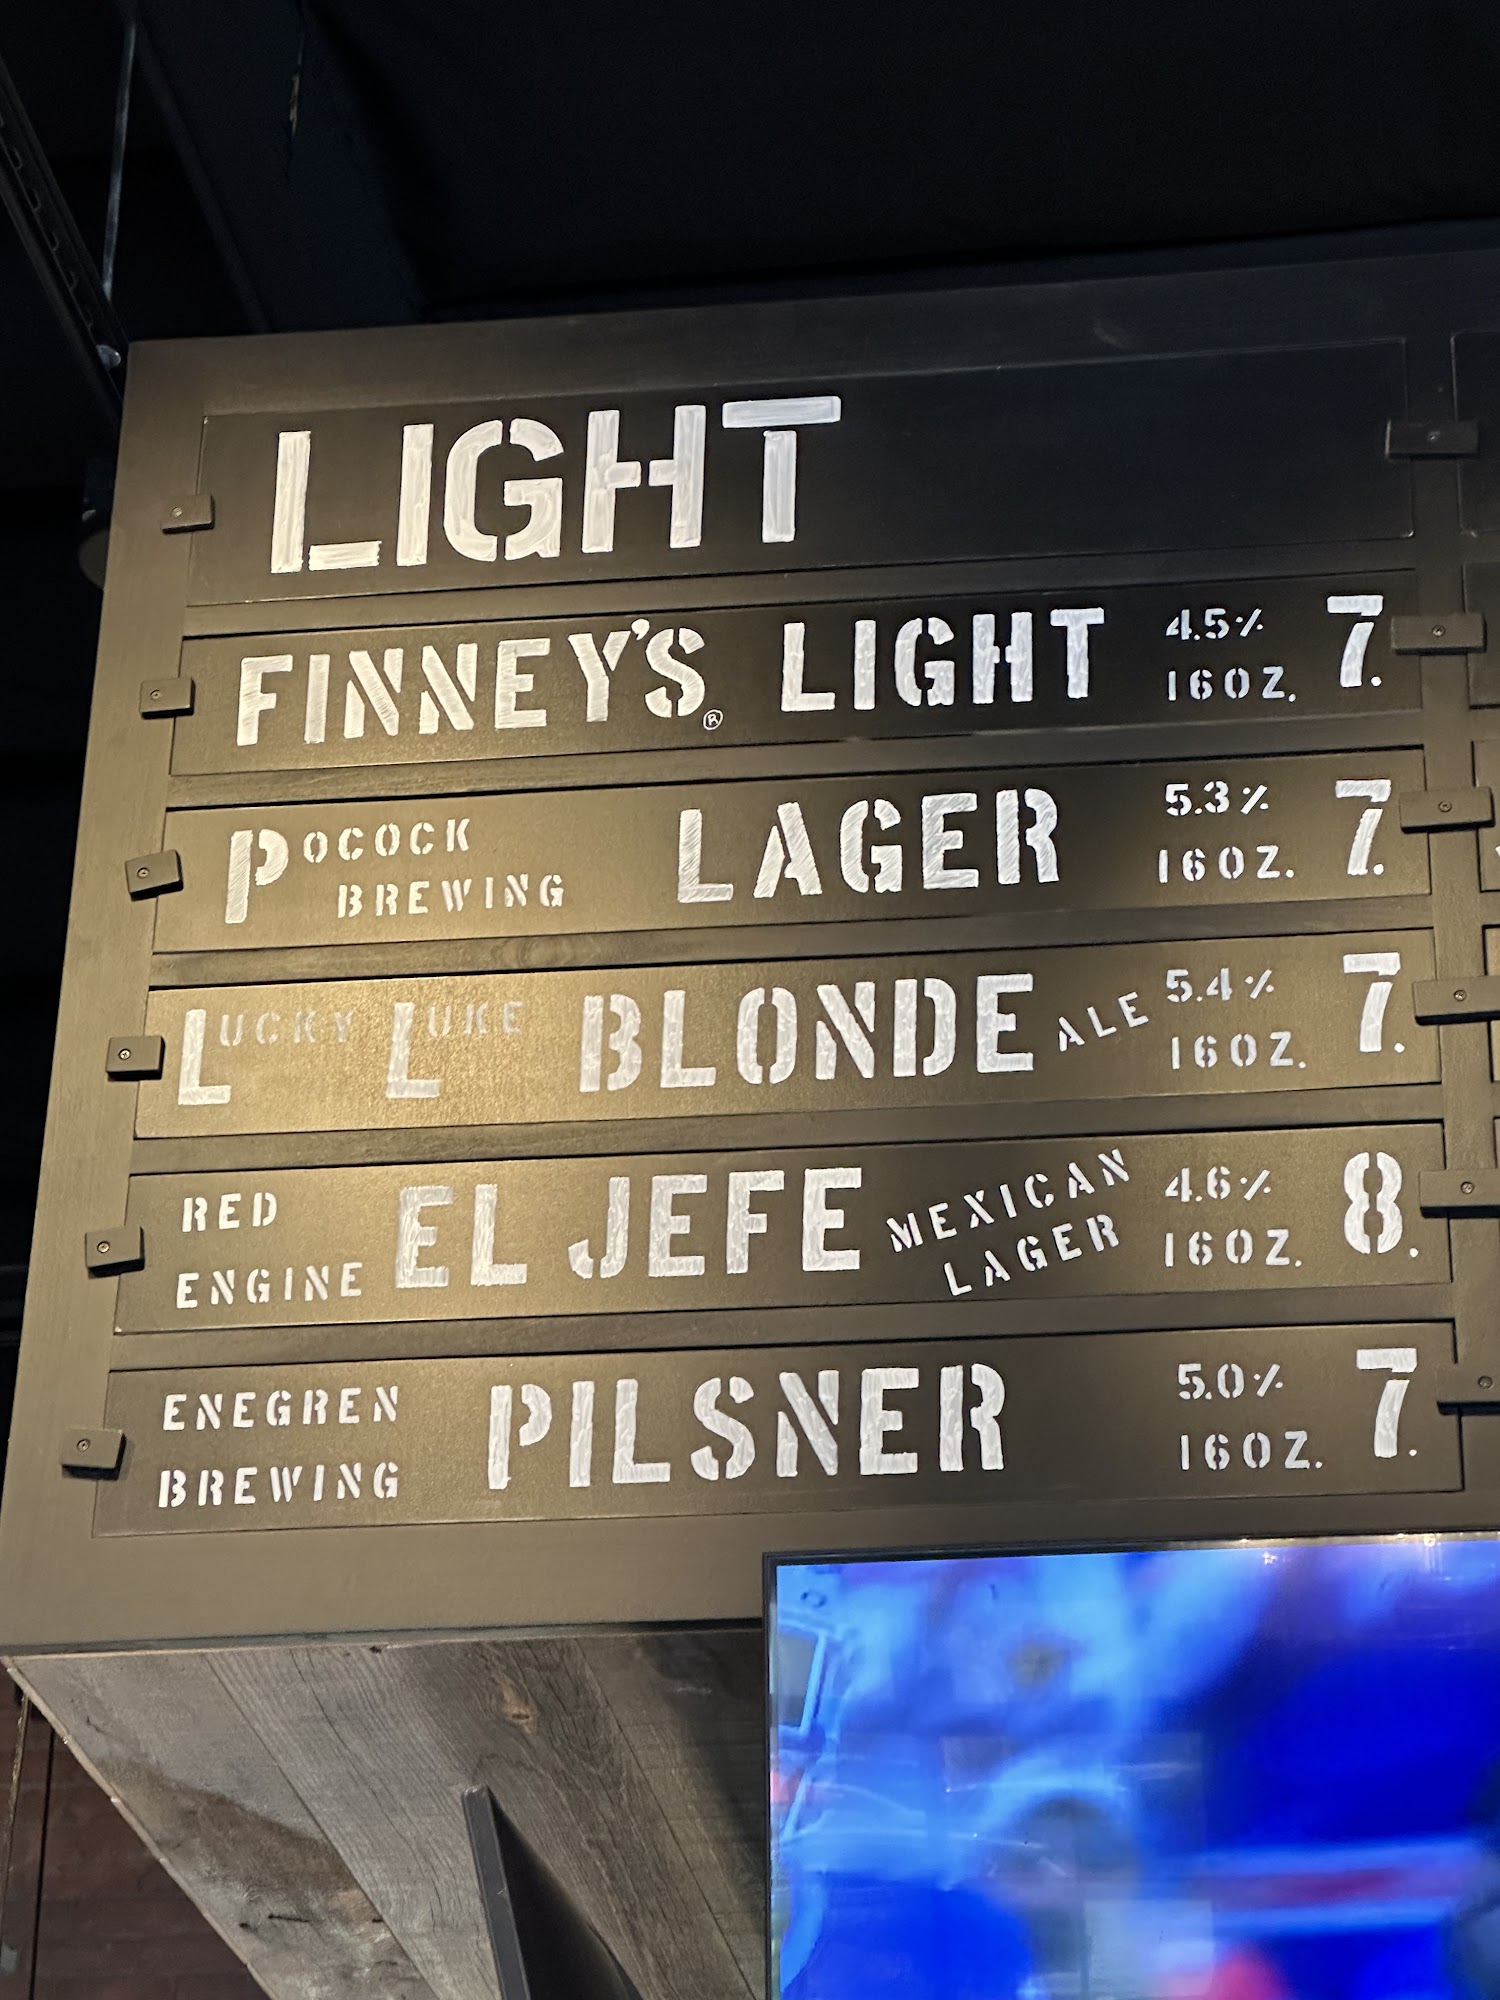 LIGHT
FINNEY'S® LIGHT 4.5% 16OZ. 7.
POCOCK BREWING LAGER 5.3% 16OZ. 7.
LUCKY LUKE BLONDE ALE 5.4% 16OZ. 7.
RED ENGINE EL JEFE MEXICAN LAGER 4.6% 16OZ. 8.
ENEGREN BREWING PILSNER 5.0% 16OZ. 7.